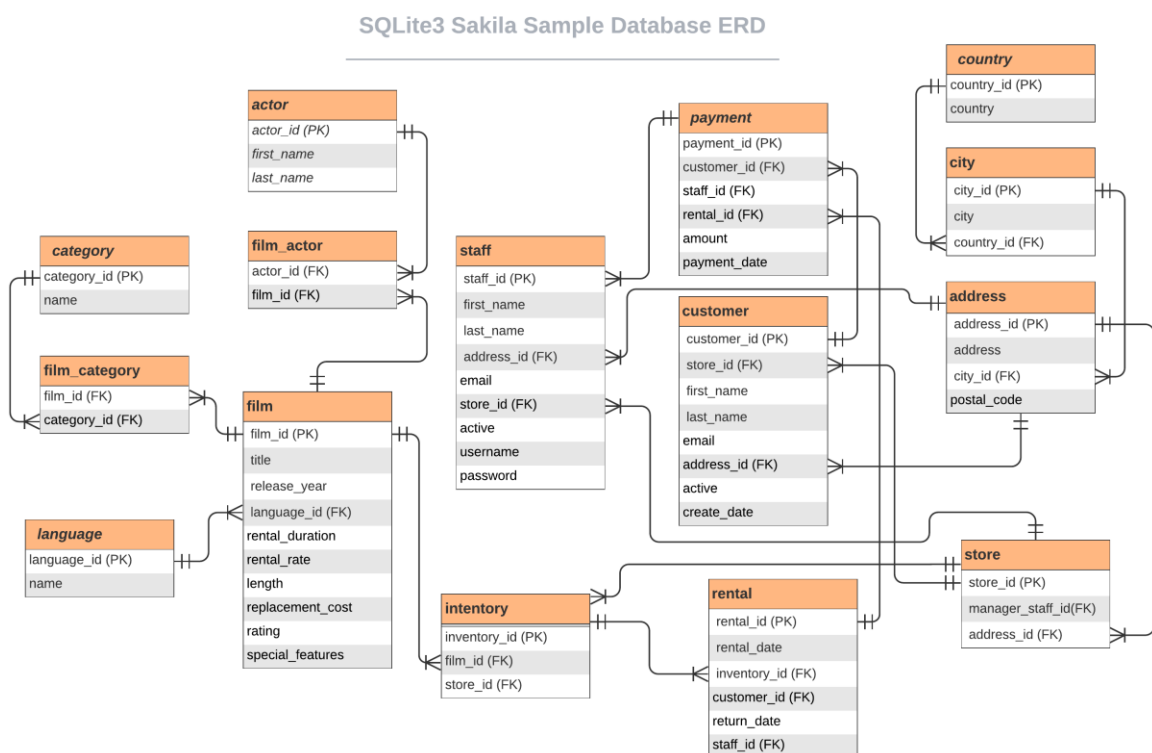 SQLite3 Sakila Sample Database ERD
actor
actor_id (PK)
first_name
last_name
film_actor
actor_id (FK)
film_id (FK)
category
category_id (PK)
name
film_category
film_id (FK)
category_id (FK)
language
language_id (PK)
name
film
film_id (PK)
title
release_year
language_id (FK)
rental_duration
rental_rate
length
replacement_cost
rating
special_features
staff
staff_id (PK)
first_name
last_name
address_id (FK)
email
store_id (FK)
active
username
password
intentory
inventory_id (PK)
film_id (FK)
store_id (FK)
payment
payment_id (PK)
customer_id (FK)
staff_id (FK)
rental_id (FK)
amount
payment_date
customer
customer_id (PK)
store_id (FK)
first_name
last_name
email
address_id (FK)
active
create_date
rental
rental_id (PK)
rental_date
inventory_id (FK)
customer_id (FK)
return_date
staff_id (FK)
country
country_id (PK)
country
city
city_id (PK)
city
country_id (FK)
address
address_id (PK)
address
city_id (FK)
postal_code
store
store_id (PK)
manager_staff_id(FK)
address_id (FK)